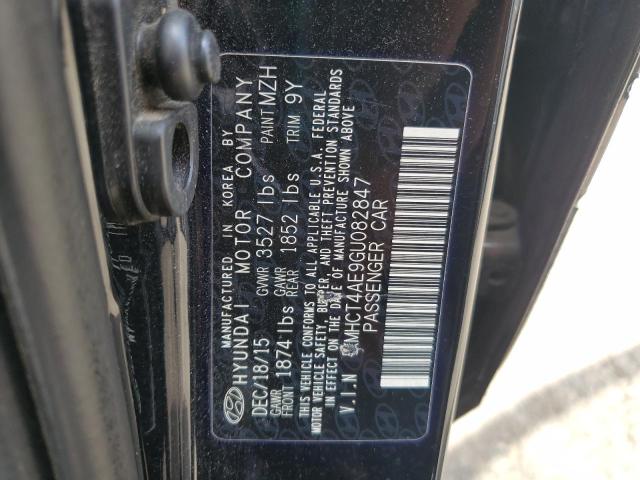 MANUFACTURED IN KOREA BY
HYUNDAI MOTOR COMPANY
DEC/18/15 GVWR 3527 lbs PAINT MZH
GAWR FRONT 1874 lbs GAWR REAR 1852 lbs TRIM 9Y
THIS VEHICLE CONFORMS TO ALL APPLICABLE U.S.A. FEDERAL
MOTOR VEHICLE SAFETY, BUMPER, AND THEFT PREVENTION STANDARDS
IN EFFECT ON THE DATE OF MANUFACTURE SHOWN ABOVE
V.I.N MHCT4AE9GU082847
PASSENGER CAR